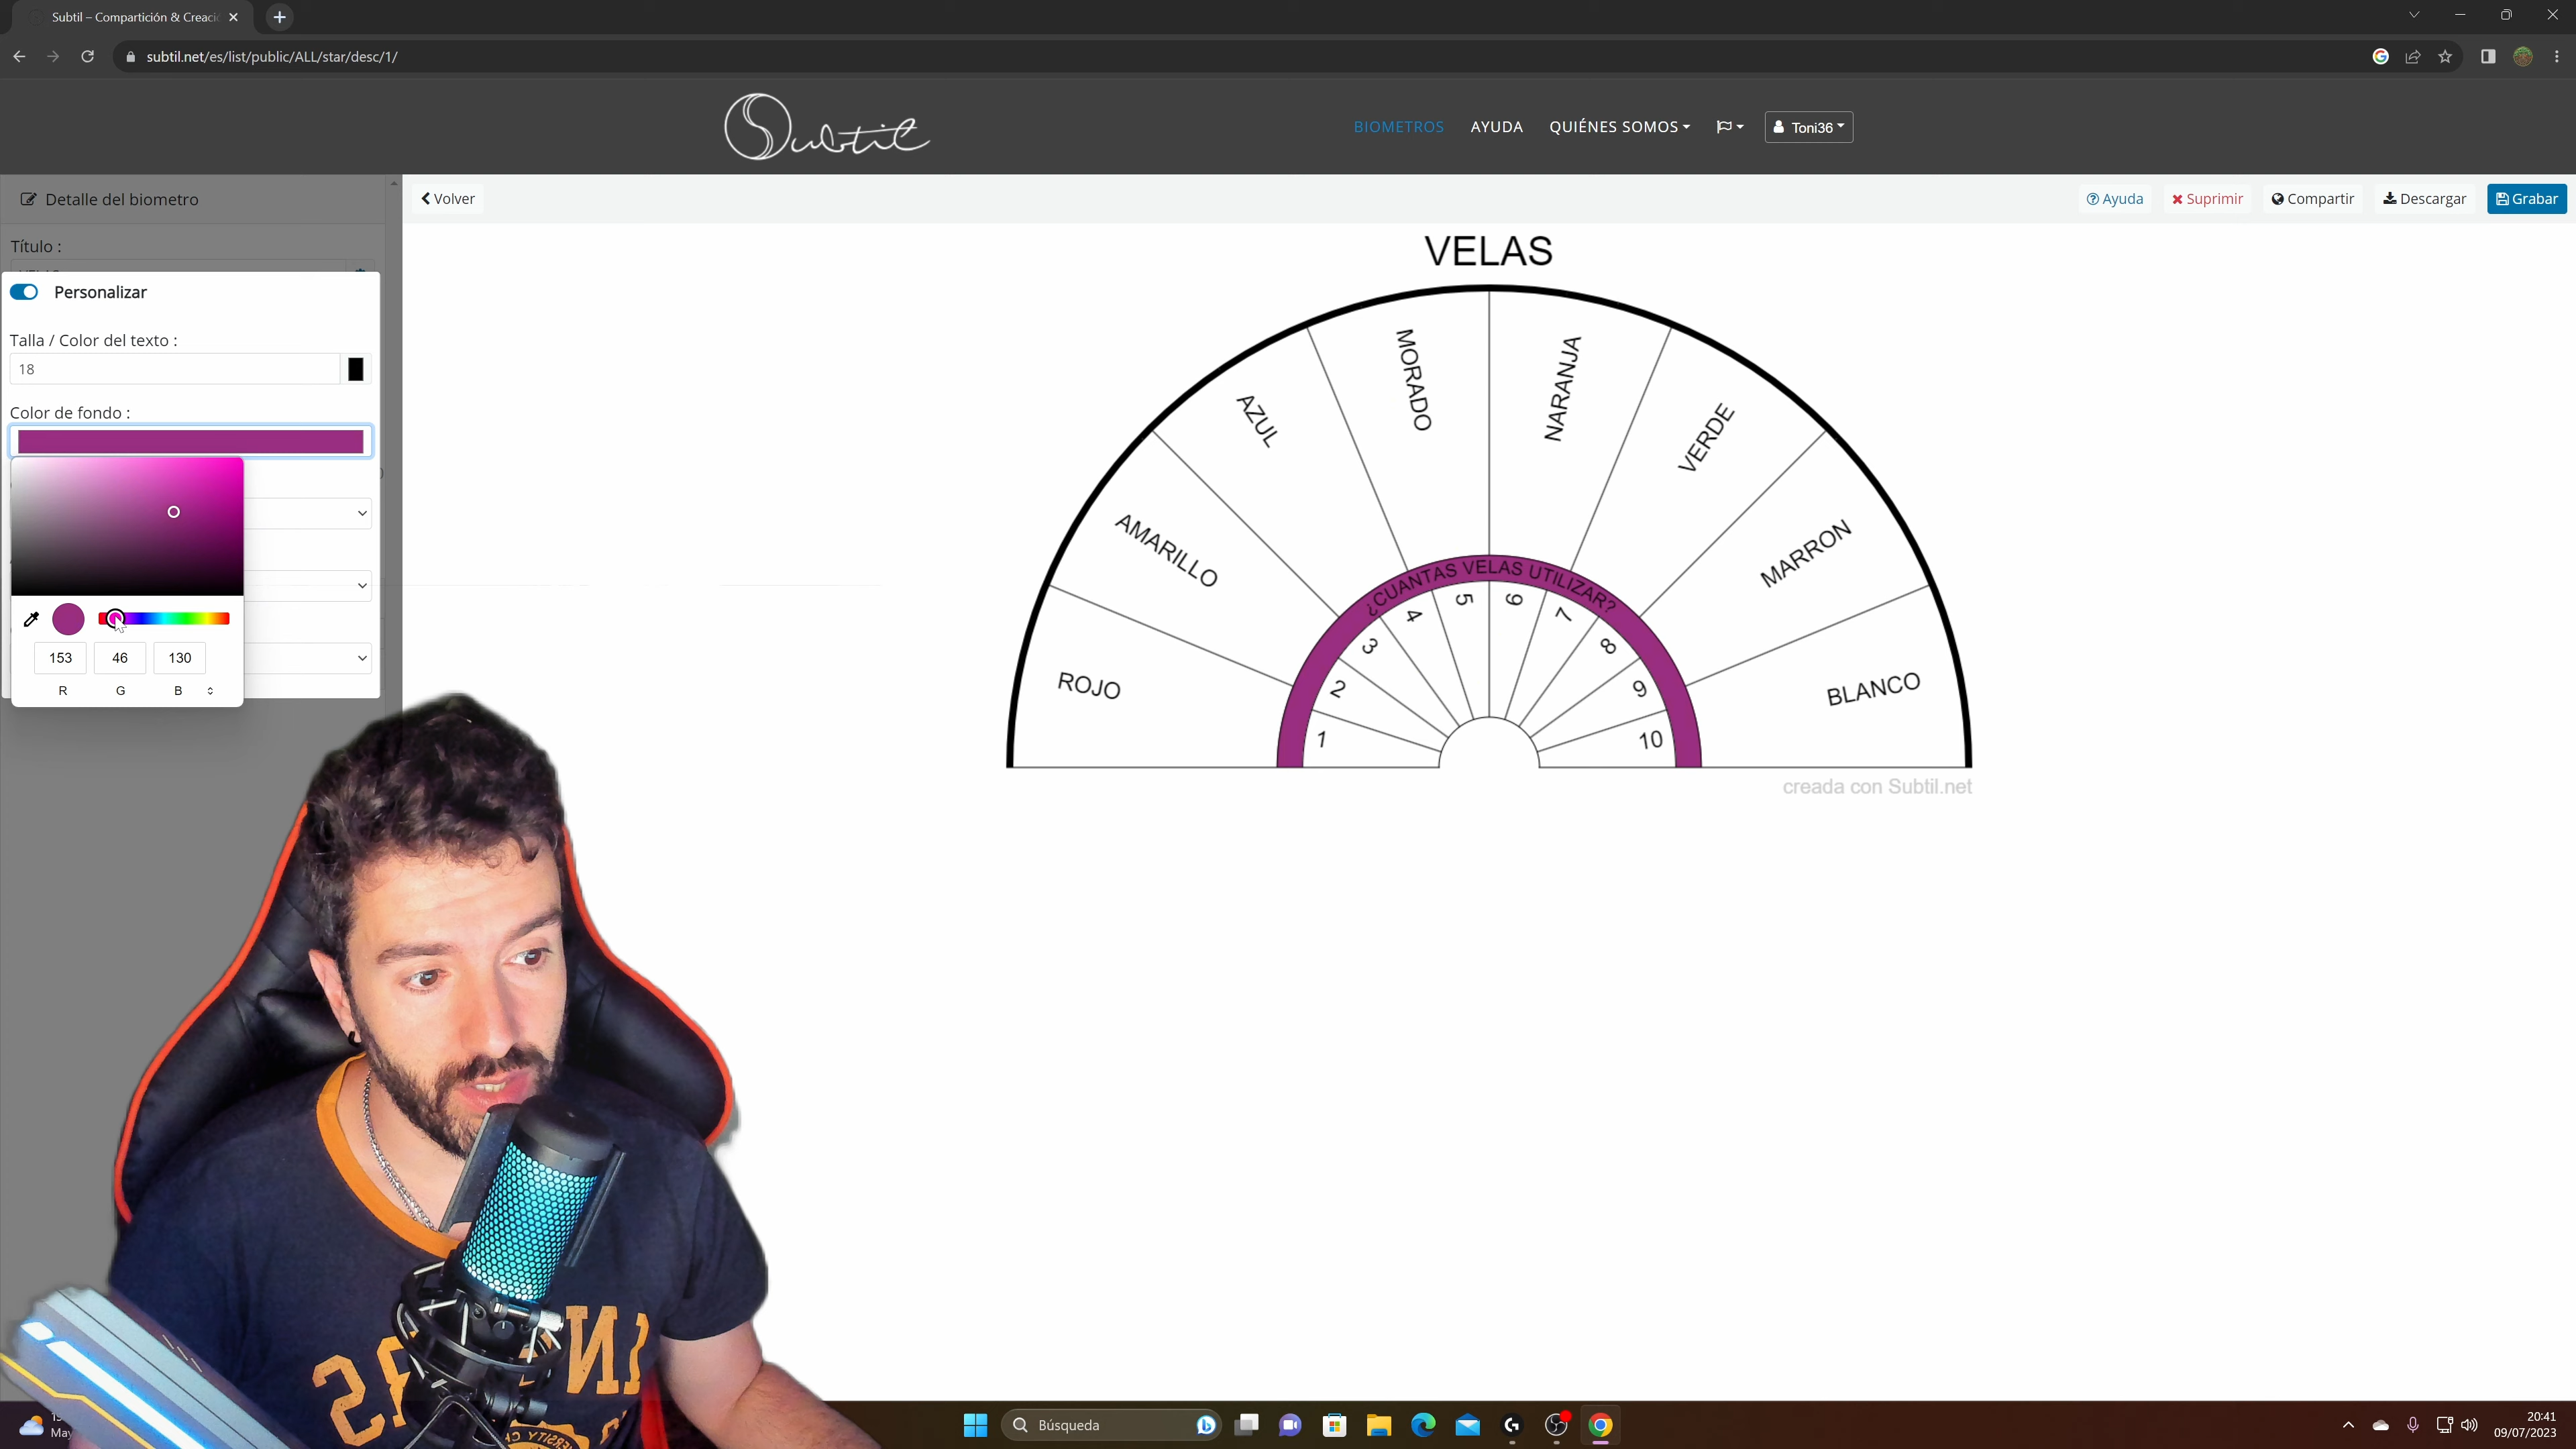 Subtil – Compartición & Creació
subtil.net/es/list/public/ALL/star/desc/1/
Subtil
BIOMETROS
AYUDA
QUIÉNES SOMOS
Toni36
Detalle del biometro
Volver
Ayuda
Suprimir
Compartir
Descargar
Grabar
Título :
Personalizar
Talla / Color del texto :
18
Color de fondo :
153 46 130
R G B
VELAS
ROJO
AMARILLO
AZUL
MORADO
NARANJA
VERDE
MARRON
BLANCO
¿CUANTAS VELAS UTILIZAR?
1 2 3 4 5 6 7 8 9 10
creada con Subtil.net
Búsqueda
20:41
09/07/2023